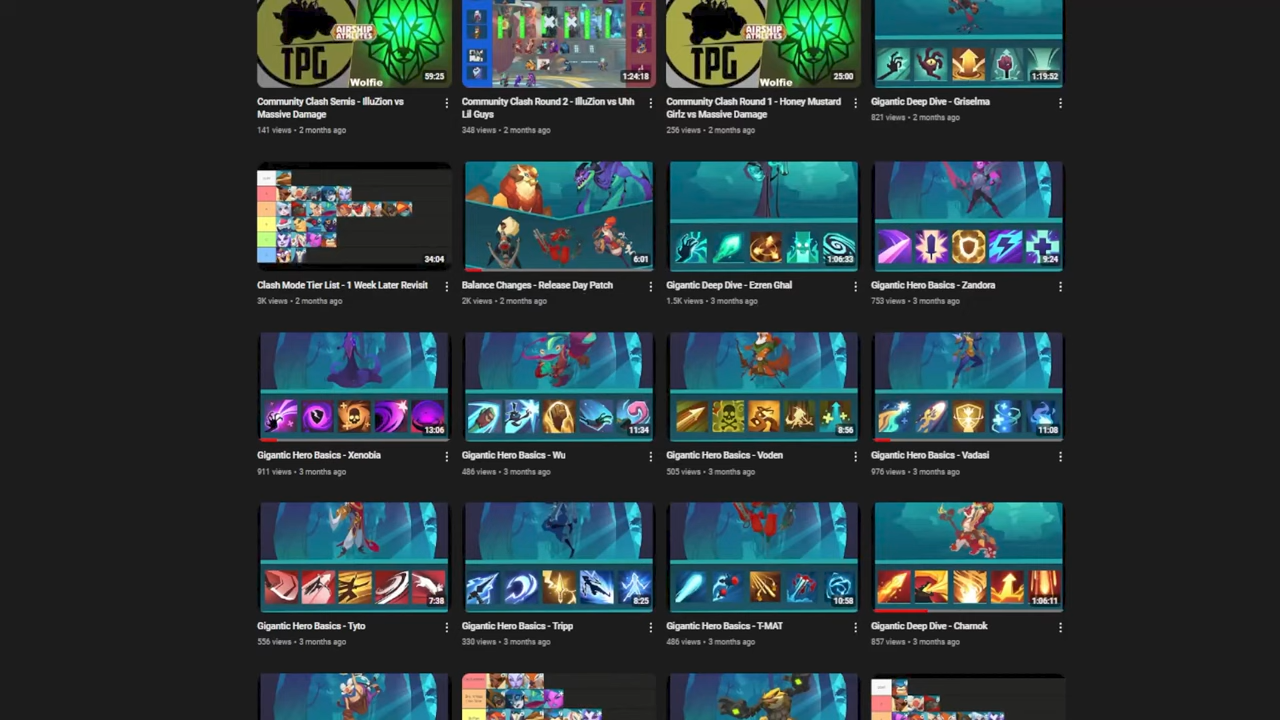 TPG
AIRSHIP
ATHLETES
Wolfie
59:25
1:24:18
TPG
AIRSHIP
ATHLETES
Wolfie
25:00
1:19:52
Community Clash Semis - IlluZion vs
Massive Damage
141 views • 2 months ago
Community Clash Round 2 - IlluZion vs Uhh
Lil Guys
348 views • 2 months ago
Community Clash Round 1 - Honey Mustard
Girlz vs Massive Damage
256 views • 2 months ago
Gigantic Deep Dive - Griselma
821 views • 2 months ago
34:04
6:01
1:06:33
9:24
Clash Mode Tier List - 1 Week Later Revisit
3K views • 2 months ago
Balance Changes - Release Day Patch
2K views • 2 months ago
Gigantic Deep Dive - Ezren Ghal
1.5K views • 3 months ago
Gigantic Hero Basics - Zandora
753 views • 3 months ago
13:06
11:34
8:56
11:08
Gigantic Hero Basics - Xenobia
911 views • 3 months ago
Gigantic Hero Basics - Wu
486 views • 3 months ago
Gigantic Hero Basics - Voden
505 views • 3 months ago
Gigantic Hero Basics - Vadasi
976 views • 3 months ago
7:38
8:25
10:58
1:06:11
Gigantic Hero Basics - Tyto
556 views • 3 months ago
Gigantic Hero Basics - Tripp
330 views • 3 months ago
Gigantic Hero Basics - T-MAT
486 views • 3 months ago
Gigantic Deep Dive - Charnok
857 views • 3 months ago